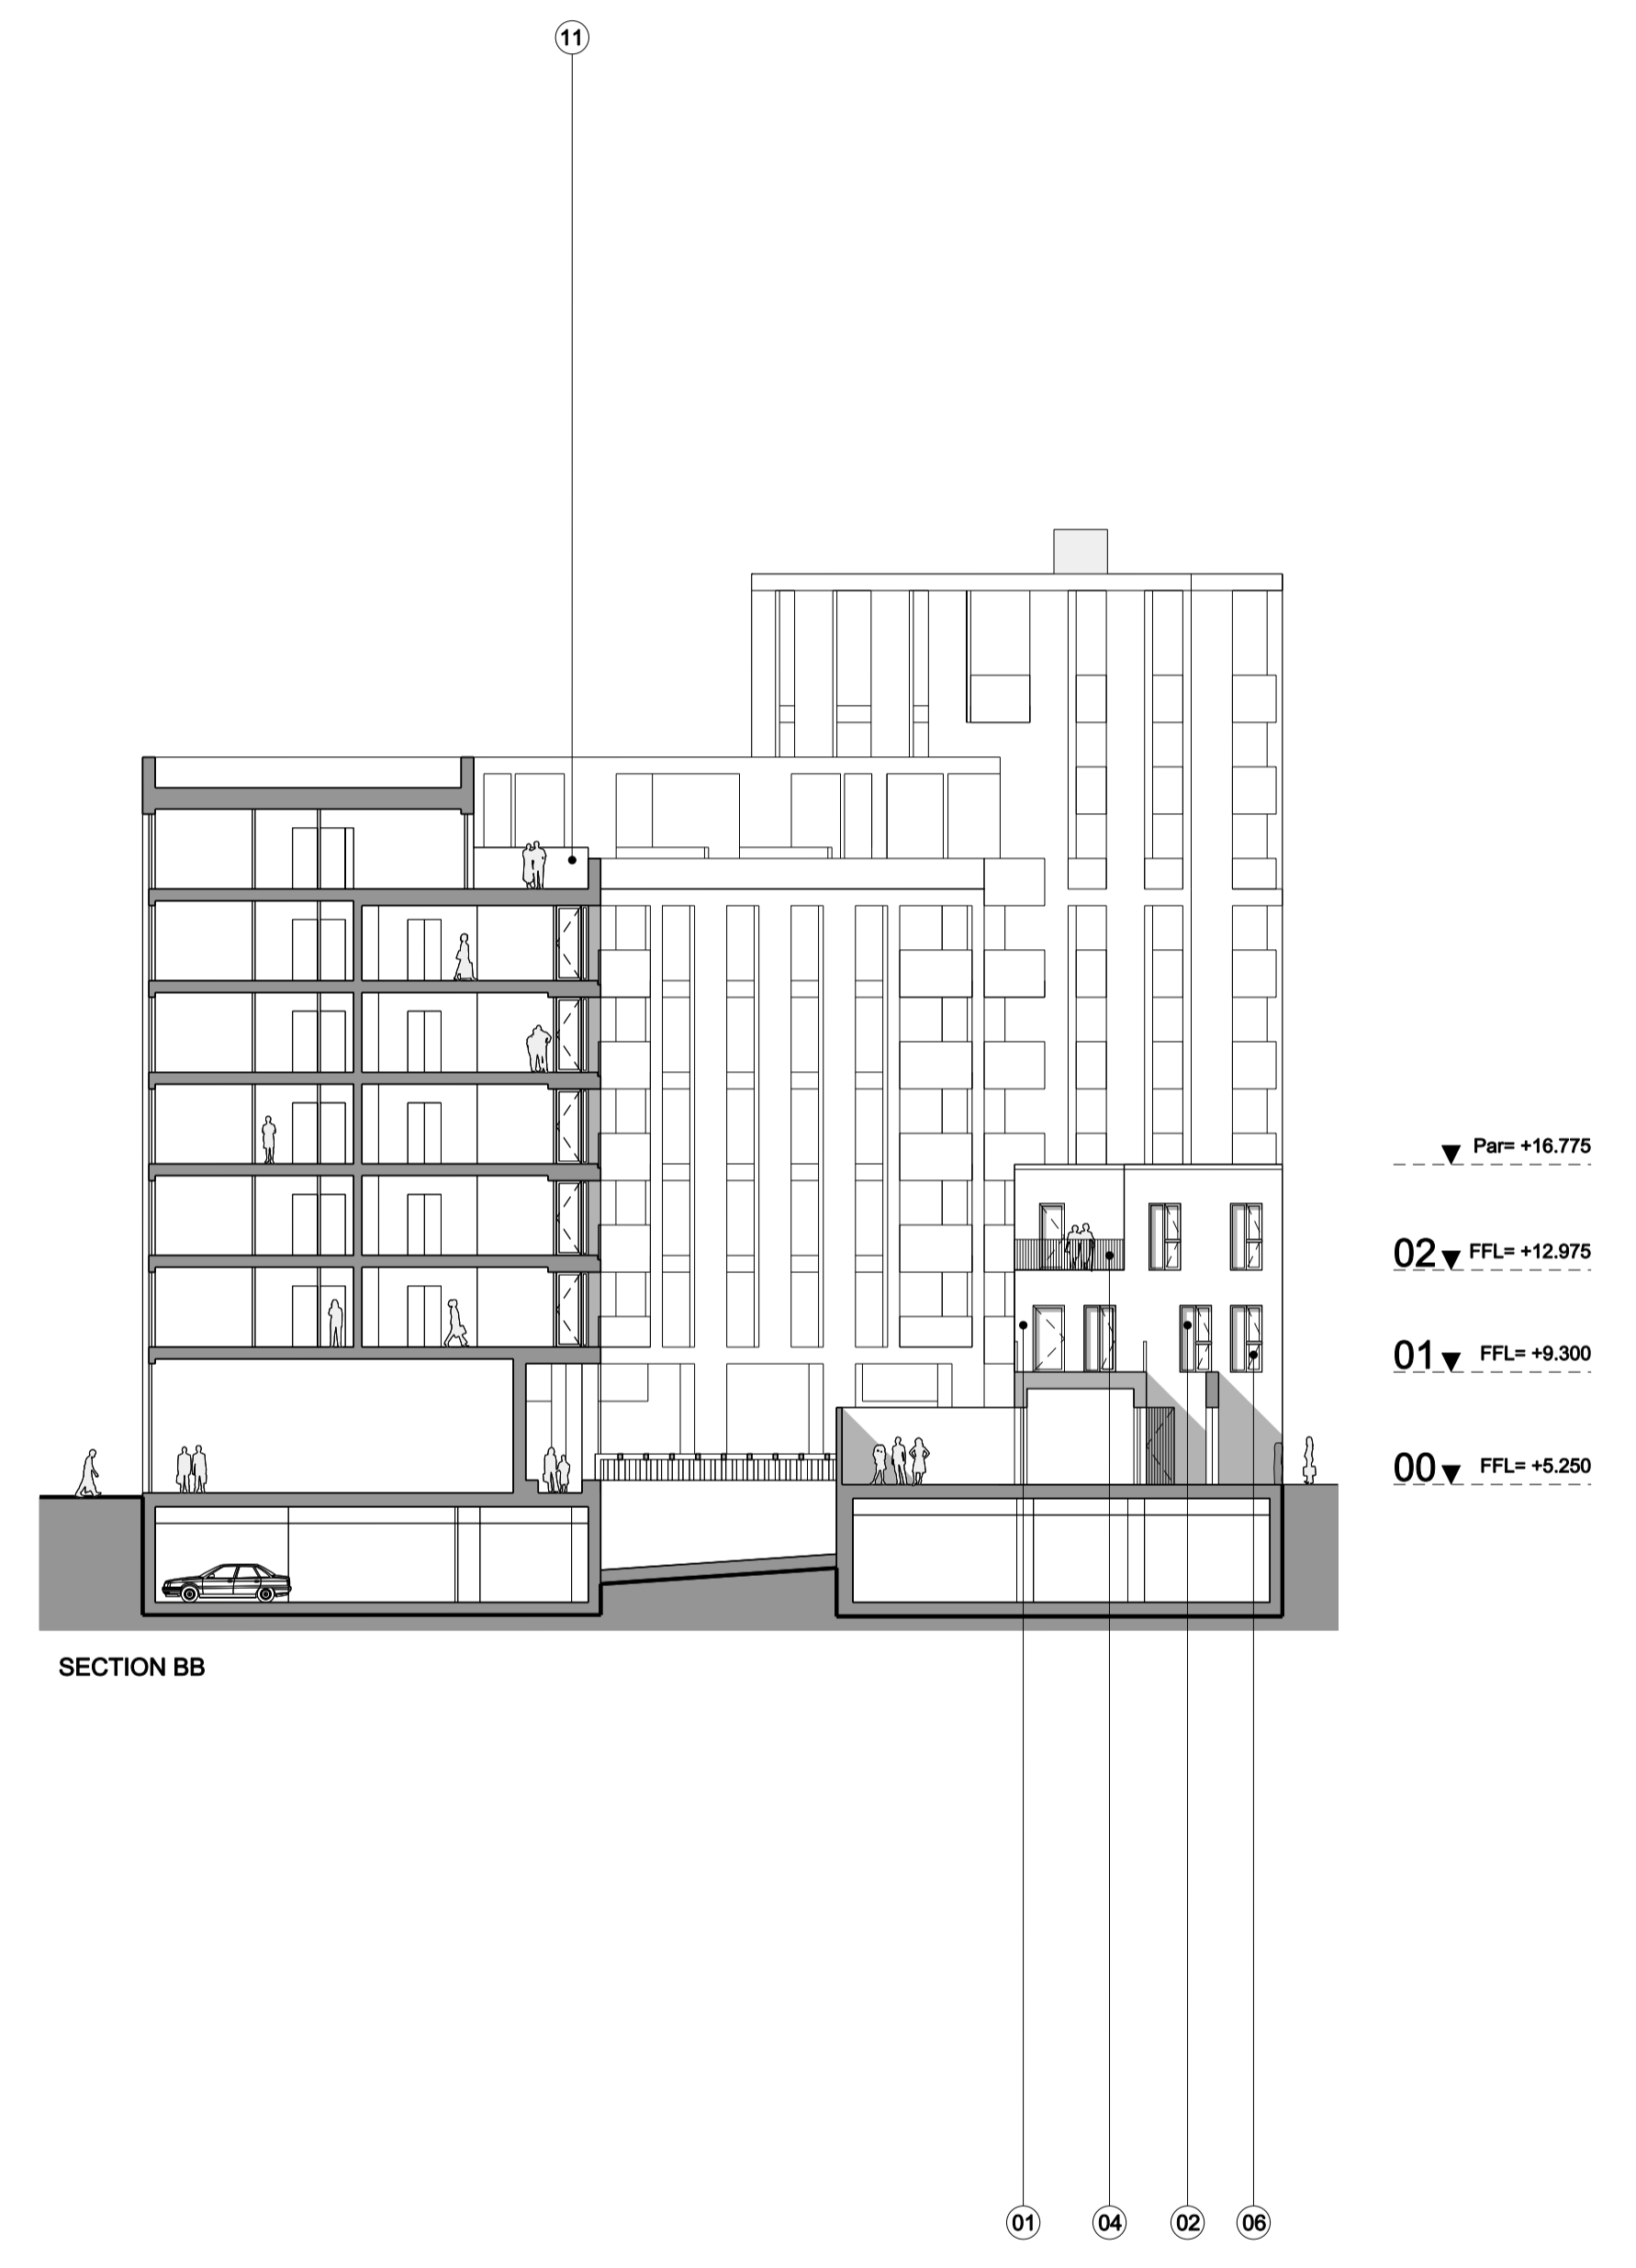 11
Par= +16.775
02 FFL= +12.975
01 FFL= +9.300
00 FFL= +5.250
SECTION BB
01 04 02 06